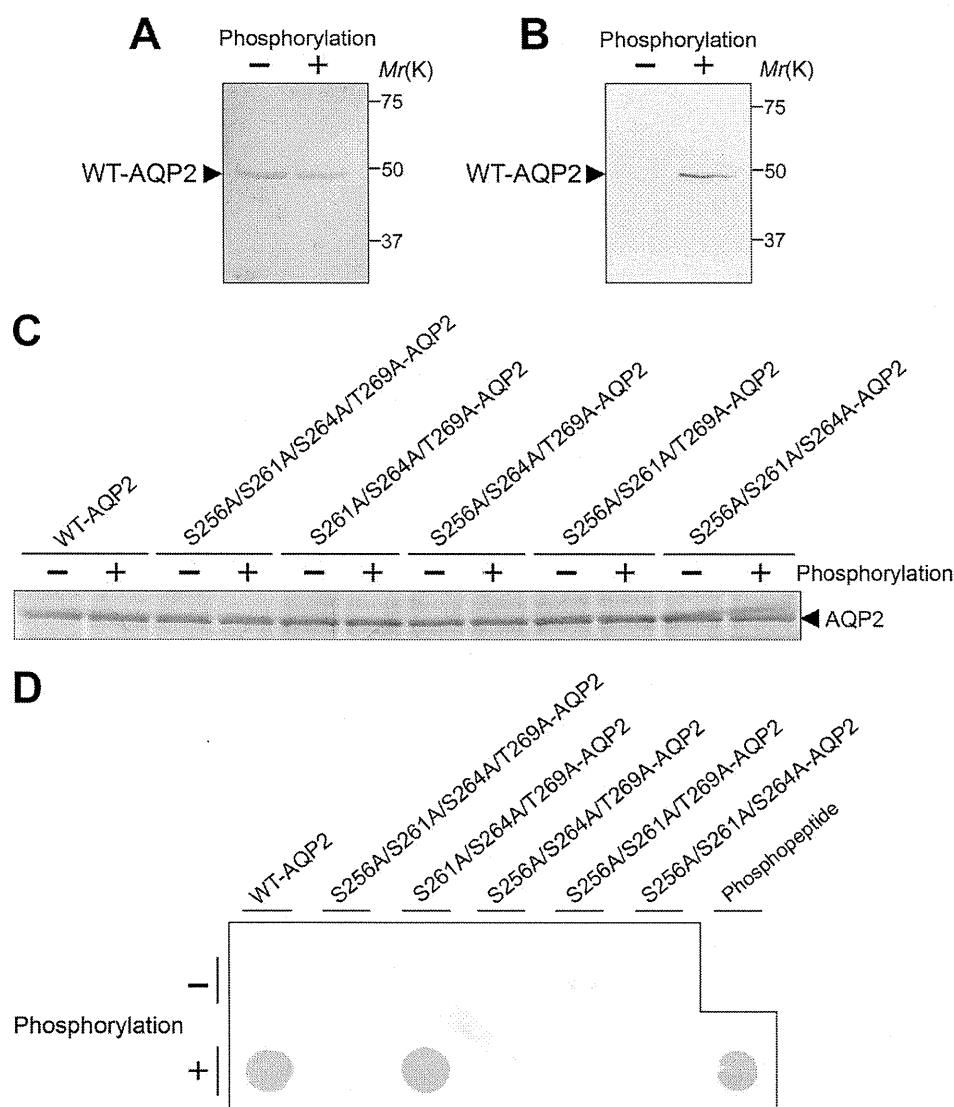 A
Phosphorylation
− +
Mr(K)
75
WT-AQP2
50
37
B
Phosphorylation
− +
Mr(K)
75
WT-AQP2
50
37
C
WT-AQP2
S256A/S261A/S264A/T269A-AQP2
S261A/S264A/T269A-AQP2
S256A/S264A/T269A-AQP2
S256A/S261A/T269A-AQP2
S256A/S261A/S264A-AQP2
− + − + − + − + − + − + Phosphorylation
AQP2
D
WT-AQP2
S256A/S261A/S264A/T269A-AQP2
S261A/S264A/T269A-AQP2
S256A/S264A/T269A-AQP2
S256A/S261A/T269A-AQP2
S256A/S261A/S264A-AQP2
Phosphopeptide
−
Phosphorylation
+